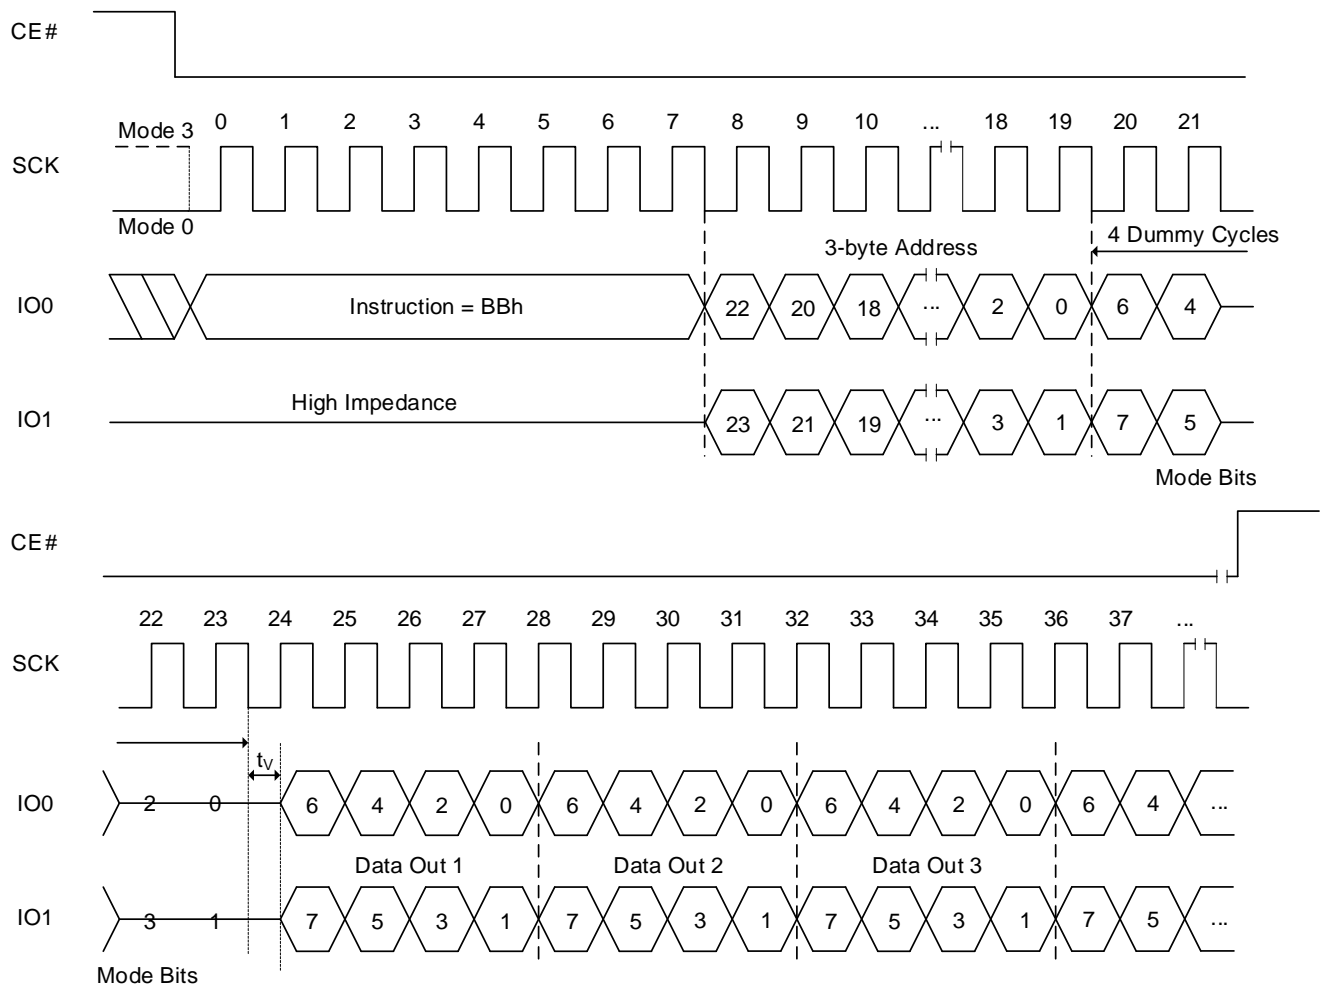 CE#
0 1 2 3 4 5 6 7 8 9 10 ... 18 19 20 21
Mode 3
SCK
Mode 0
3-byte Address
4 Dummy Cycles
IO0
Instruction = BBh
22 20 18 ... 2 0 6 4
High Impedance
IO1
23 21 19 ... 3 1 7 5
Mode Bits
CE#
22 23 24 25 26 27 28 29 30 31 32 33 34 35 36 37 ...
SCK
tV
IO0
2 0 6 4 2 0 6 4 2 0 6 4 2 0 6 4 ...
Data Out 1 Data Out 2 Data Out 3
IO1
3 1 7 5 3 1 7 5 3 1 7 5 3 1 7 5 ...
Mode Bits